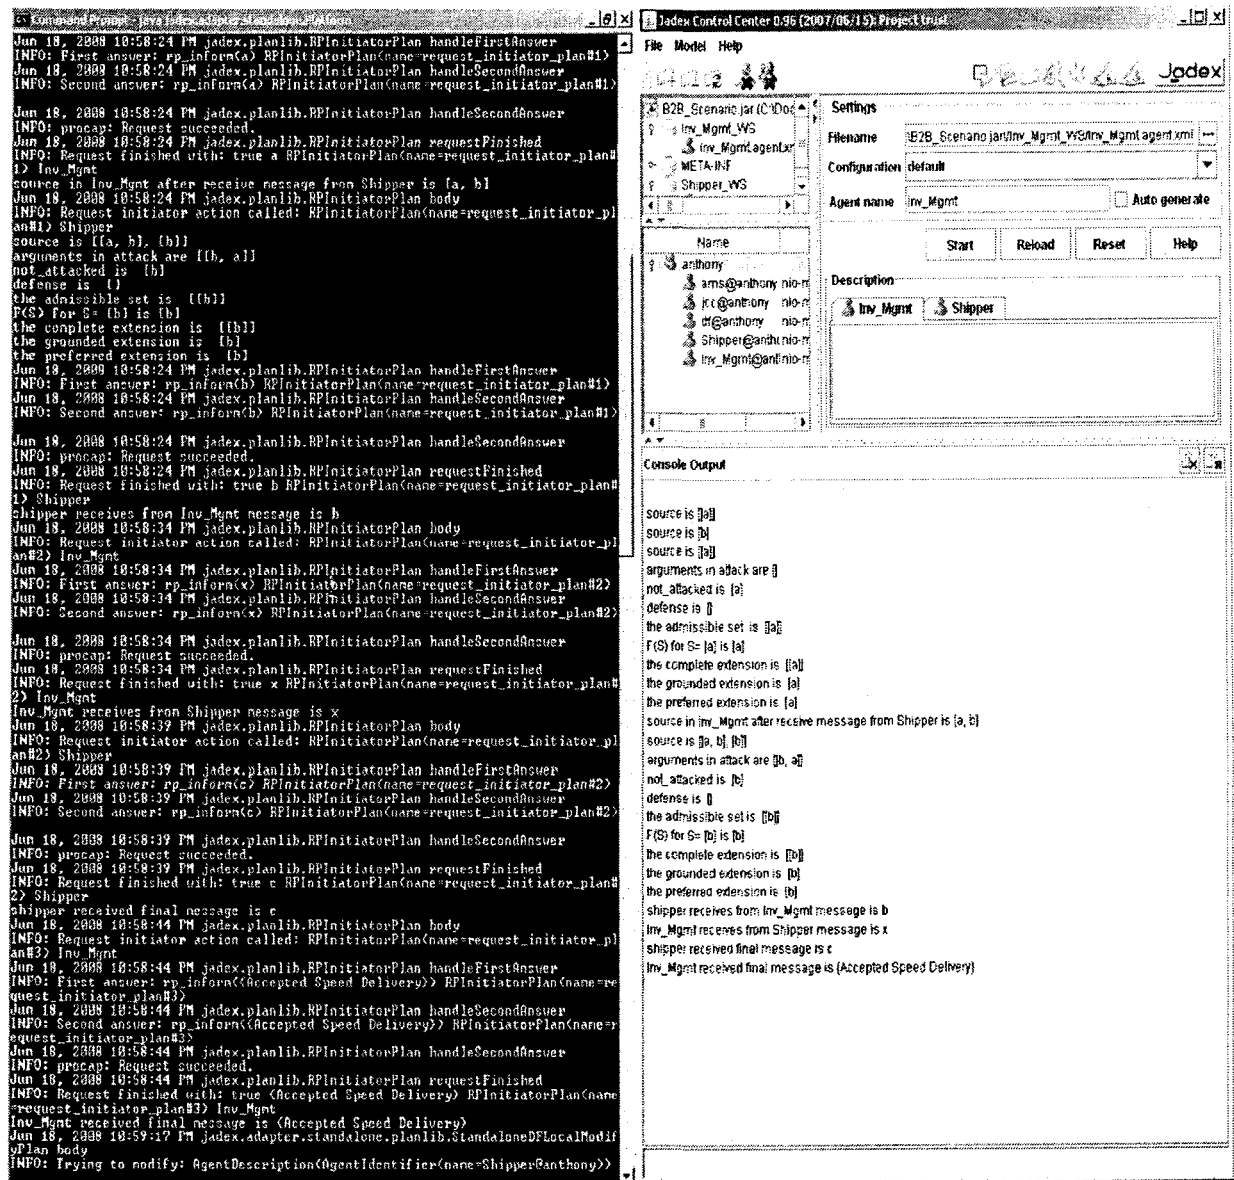 Command Prompt - java jadex.adapter.standalone.Platform
Jun 18, 2008 10:58:24 PM jadex.planlib.RPInitiatorPlan handleFirstAnswer
INFO: First answer: rp_inform(a) RPInitiatorPlan(name=request_initiator_plan#1)
Jun 18, 2008 10:58:24 PM jadex.planlib.RPInitiatorPlan handleSecondAnswer
INFO: Second answer: rp_inform(a) RPInitiatorPlan(name=request_initiator_plan#1)
Jun 18, 2008 10:58:24 PM jadex.planlib.RPInitiatorPlan handleSecondAnswer
INFO: procap: Request succeeded.
Jun 18, 2008 10:58:24 PM jadex.planlib.RPInitiatorPlan requestFinished
INFO: Request finished with: true a RPInitiatorPlan(name=request_initiator_plan#
1) Inv_Mgmt
source in Inv_Mgmt after receive message from Shipper is [a, b]
Jun 18, 2008 10:58:24 PM jadex.planlib.RPInitiatorPlan body
INFO: Request initiator action called: RPInitiatorPlan(name=request_initiator_pl
an#1) Shipper
source is [[a, b], [b]]
arguments in attack are [[b, a]]
not_attacked is [b]
defense is []
the admissible set is [[b]]
F(S) for S= [b] is [b]
the complete extension is [[b]]
the grounded extension is [b]
the preferred extension is [b]
Jun 18, 2008 10:58:24 PM jadex.planlib.RPInitiatorPlan handleFirstAnswer
INFO: First answer: rp_inform(b) RPInitiatorPlan(name=request_initiator_plan#1)
Jun 18, 2008 10:58:24 PM jadex.planlib.RPInitiatorPlan handleSecondAnswer
INFO: Second answer: rp_inform(b) RPInitiatorPlan(name=request_initiator_plan#1)
Jun 18, 2008 10:58:24 PM jadex.planlib.RPInitiatorPlan handleSecondAnswer
INFO: procap: Request succeeded.
Jun 18, 2008 10:58:24 PM jadex.planlib.RPInitiatorPlan requestFinished
INFO: Request finished with: true b RPInitiatorPlan(name=request_initiator_plan#
1) Shipper
shipper receives from Inv_Mgmt message is b
Jun 18, 2008 10:58:34 PM jadex.planlib.RPInitiatorPlan body
INFO: Request initiator action called: RPInitiatorPlan(name=request_initiator_pl
an#2) Inv_Mgmt
Jun 18, 2008 10:58:34 PM jadex.planlib.RPInitiatorPlan handleFirstAnswer
INFO: First answer: rp_inform(x) RPInitiatorPlan(name=request_initiator_plan#2)
Jun 18, 2008 10:58:34 PM jadex.planlib.RPInitiatorPlan handleSecondAnswer
INFO: Second answer: rp_inform(x) RPInitiatorPlan(name=request_initiator_plan#2)
Jun 18, 2008 10:58:34 PM jadex.planlib.RPInitiatorPlan handleSecondAnswer
INFO: procap: Request succeeded.
Jun 18, 2008 10:58:34 PM jadex.planlib.RPInitiatorPlan requestFinished
INFO: Request finished with: true x RPInitiatorPlan(name=request_initiator_plan#
2) Inv_Mgmt
Inv_Mgmt receives from Shipper message is x
Jun 18, 2008 10:58:39 PM jadex.planlib.RPInitiatorPlan body
INFO: Request initiator action called: RPInitiatorPlan(name=request_initiator_pl
an#2) Shipper
Jun 18, 2008 10:58:39 PM jadex.planlib.RPInitiatorPlan handleFirstAnswer
INFO: First answer: rp_inform(c) RPInitiatorPlan(name=request_initiator_plan#2)
Jun 18, 2008 10:58:39 PM jadex.planlib.RPInitiatorPlan handleSecondAnswer
INFO: Second answer: rp_inform(c) RPInitiatorPlan(name=request_initiator_plan#2)
Jun 18, 2008 10:58:39 PM jadex.planlib.RPInitiatorPlan handleSecondAnswer
INFO: procap: Request succeeded.
Jun 18, 2008 10:58:39 PM jadex.planlib.RPInitiatorPlan requestFinished
INFO: Request finished with: true c RPInitiatorPlan(name=request_initiator_plan#
2) Shipper
shipper received final message is c
Jun 18, 2008 10:58:44 PM jadex.planlib.RPInitiatorPlan body
INFO: Request initiator action called: RPInitiatorPlan(name=request_initiator_pl
an#3) Inv_Mgmt
Jun 18, 2008 10:58:44 PM jadex.planlib.RPInitiatorPlan handleFirstAnswer
INFO: First answer: rp_inform((Accepted Speed Delivery)) RPInitiatorPlan(name=re
quest_initiator_plan#3)
Jun 18, 2008 10:58:44 PM jadex.planlib.RPInitiatorPlan handleSecondAnswer
INFO: Second answer: rp_inform((Accepted Speed Delivery)) RPInitiatorPlan(name=r
equest_initiator_plan#3)
Jun 18, 2008 10:58:44 PM jadex.planlib.RPInitiatorPlan handleSecondAnswer
INFO: procap: Request succeeded.
Jun 18, 2008 10:58:44 PM jadex.planlib.RPInitiatorPlan requestFinished
INFO: Request finished with: true (Accepted Speed Delivery) RPInitiatorPlan(name
=request_initiator_plan#3) Inv_Mgmt
Inv_Mgmt received final message is (Accepted Speed Delivery)
Jun 18, 2008 10:59:17 PM jadex.adapter.standalone.planlib.StandaloneDFLocalModif
yPlan body
INFO: Trying to modify: AgentDescription(AgentIdentifier(name=Shipper@anthony))
Jadex Control Center 0.96 (2007/06/15): Project trust
File Model Help
Jadex
B2B_Scenario.jar (C:\Doc
Inv_Mgmt_WS
Inv_Mgmt.agent.xr
META-INF
Shipper_WS
Settings
Filename \B2B_Scenario.jar\Inv_Mgmt_WS/Inv_Mgmt.agent.xml ...
Configuration default
Agent name Inv_Mgmt Auto generate
Start Reload Reset Help
Name
anthony
ams@anthony nio-m
jcc@anthony nio-m
df@anthony nio-m
Shipper@anthi nio-m
Inv_Mgmt@anti nio-m
Description
Inv_Mgmt Shipper
Console Output
source is [[a]]
source is [b]
source is [[a]]
arguments in attack are []
not_attacked is [a]
defense is []
the admissible set is [[a]]
F(S) for S= [a] is [a]
the complete extension is [[a]]
the grounded extension is [a]
the preferred extension is [a]
source in Inv_Mgmt after receive message from Shipper is [a, b]
source is [[a, b], [b]]
arguments in attack are [[b, a]]
not_attacked is [b]
defense is []
the admissible set is [[b]]
F(S) for S= [b] is [b]
the complete extension is [[b]]
the grounded extension is [b]
the preferred extension is [b]
shipper receives from Inv_Mgmt message is b
Inv_Mgmt receives from Shipper message is x
shipper received final message is c
Inv_Mgmt received final message is (Accepted Speed Delivery)